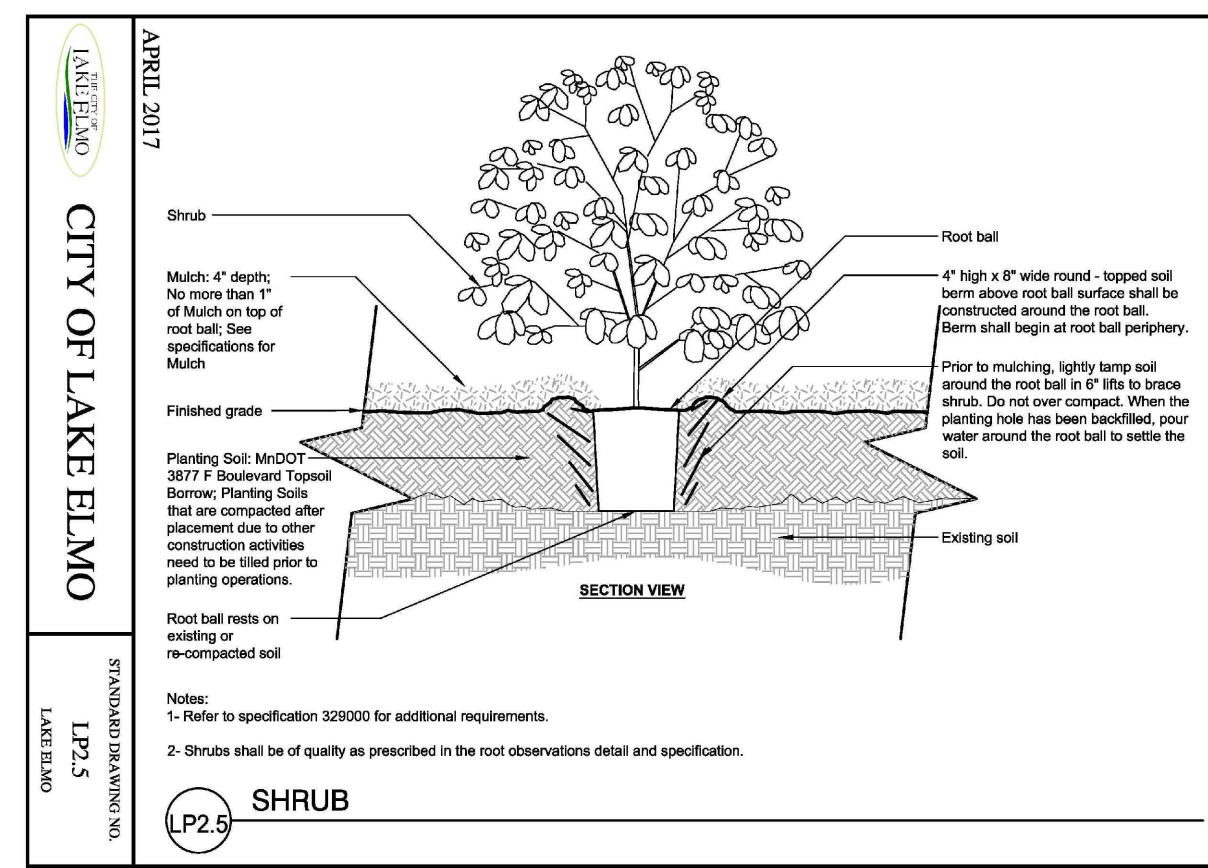 APRIL 2017
THE CITY OF
LAKE ELMO
CITY OF LAKE ELMO
STANDARD DRAWING NO.
LP2.5
LAKE ELMO
Shrub
Mulch: 4" depth;
No more than 1"
of Mulch on top of
root ball; See
specifications for
Mulch
Finished grade
Planting Soil: MnDOT
3877 F Boulevard Topsoil
Borrow; Planting Soils
that are compacted after
placement due to other
construction activities
need to be tilled prior to
planting operations.
Root ball rests on
existing or
re-compacted soil
Root ball
4" high x 8" wide round - topped soil
berm above root ball surface shall be
constructed around the root ball.
Berm shall begin at root ball periphery.
Prior to mulching, lightly tamp soil
around the root ball in 6" lifts to brace
shrub. Do not over compact. When the
planting hole has been backfilled, pour
water around the root ball to settle the
soil.
Existing soil
SECTION VIEW
Notes:
1- Refer to specification 329000 for additional requirements.
2- Shrubs shall be of quality as prescribed in the root observations detail and specification.
LP2.5
SHRUB